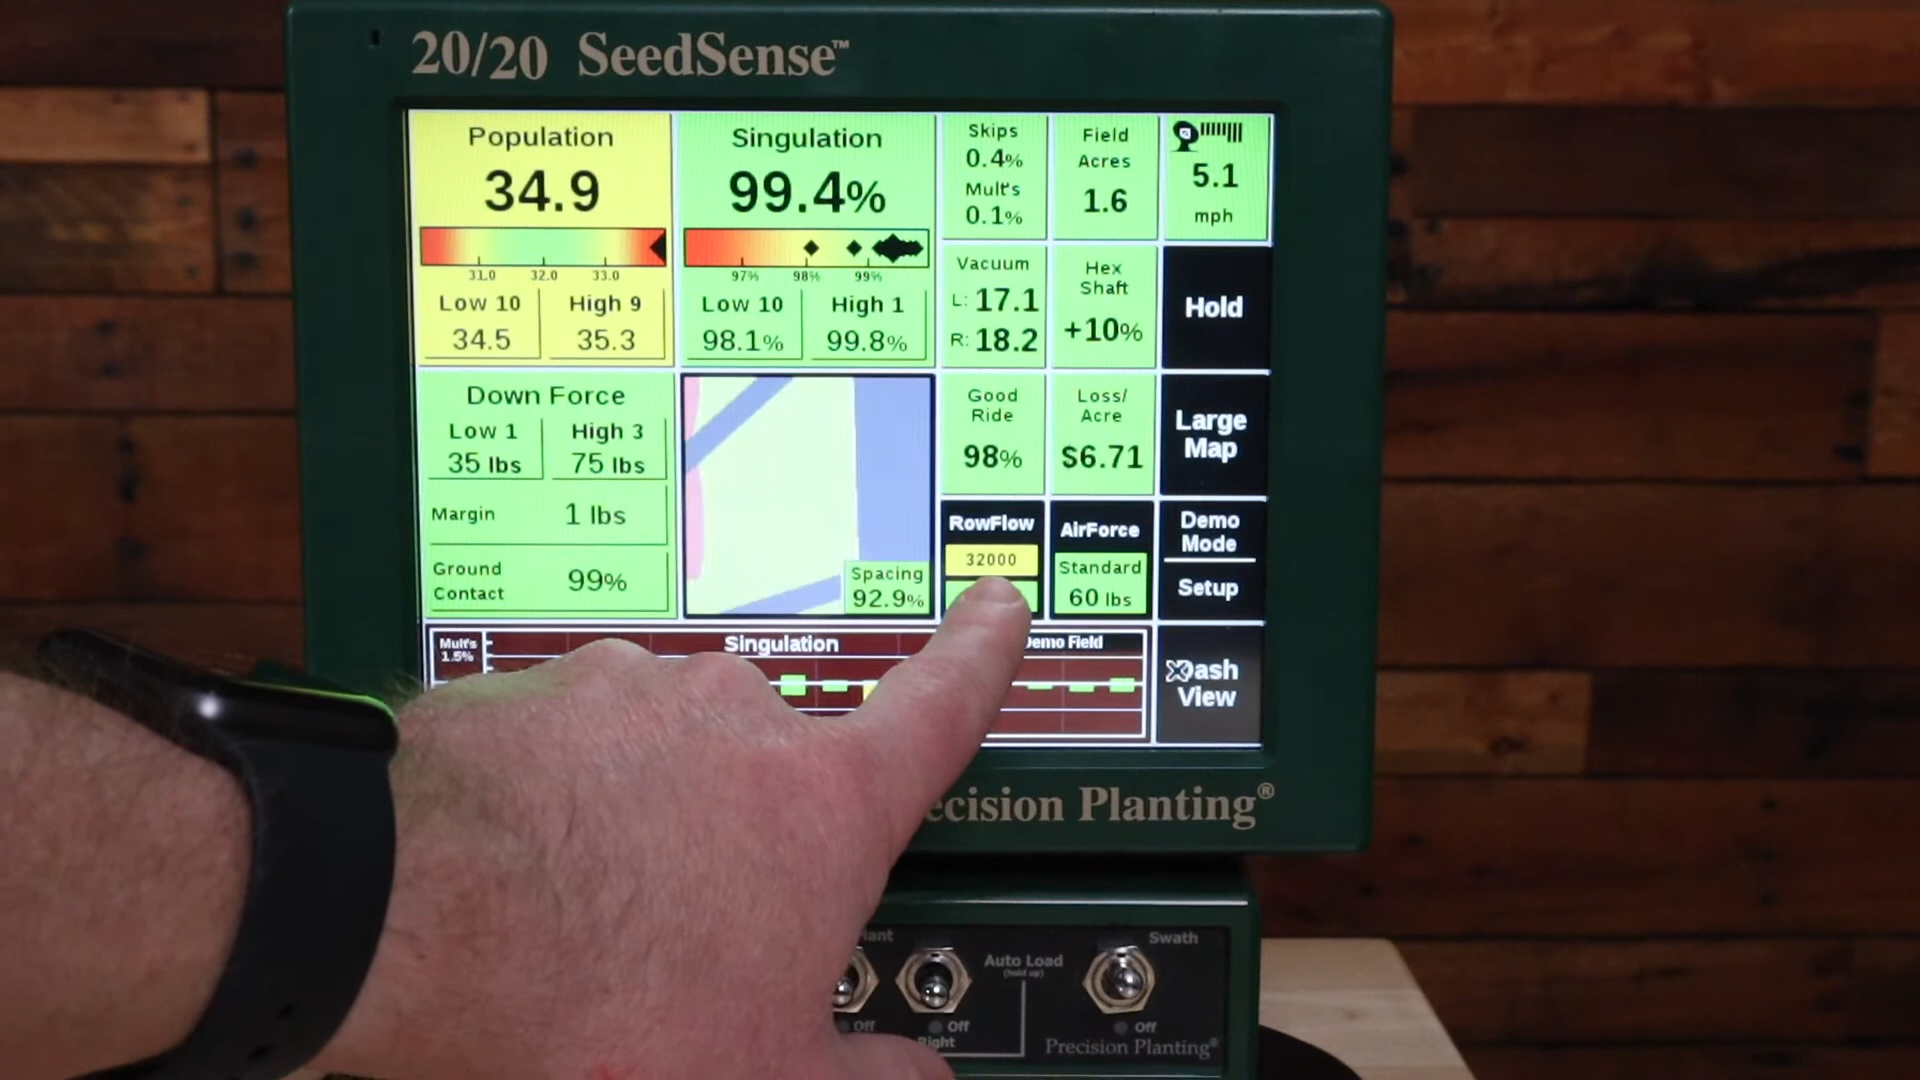 20/20 SeedSense™
Population
34.9
31.0 32.0 33.0
Low 10
34.5
High 9
35.3
Singulation
99.4%
97% 98% 99%
Low 10
98.1%
High 1
99.8%
Skips
0.4%
Mult's
0.1%
Field
Acres
1.6
5.1
mph
Vacuum
L: 17.1
R: 18.2
Hex
Shaft
+10%
Hold
Down Force
Low 1
35 lbs
High 3
75 lbs
Margin 1 lbs
Ground
Contact
99%
Spacing
92.9%
Good
Ride
98%
Loss/
Acre
$6.71
Large
Map
RowFlow
32000
AirForce
Standard
60 lbs
Demo
Mode
Setup
Mult's
1.5%
Singulation
Demo Field
Dash
View
ecision Planting®
lant
Auto Load
(hold up)
Swath
Off
Off
Off
Right
Precision Planting®